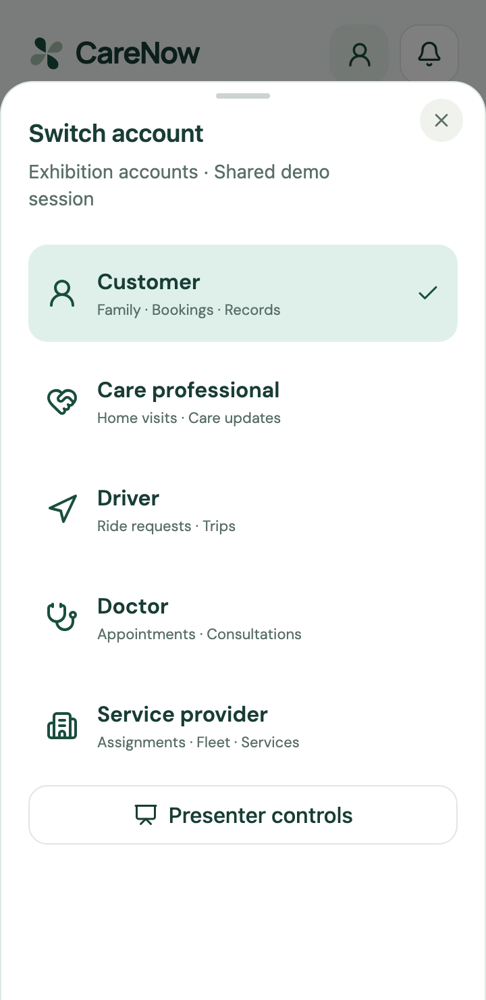 CareNow
Switch account
Exhibition accounts · Shared demo
session
Customer
Family · Bookings · Records
Care professional
Home visits · Care updates
Driver
Ride requests · Trips
Doctor
Appointments · Consultations
Service provider
Assignments · Fleet · Services
Presenter controls